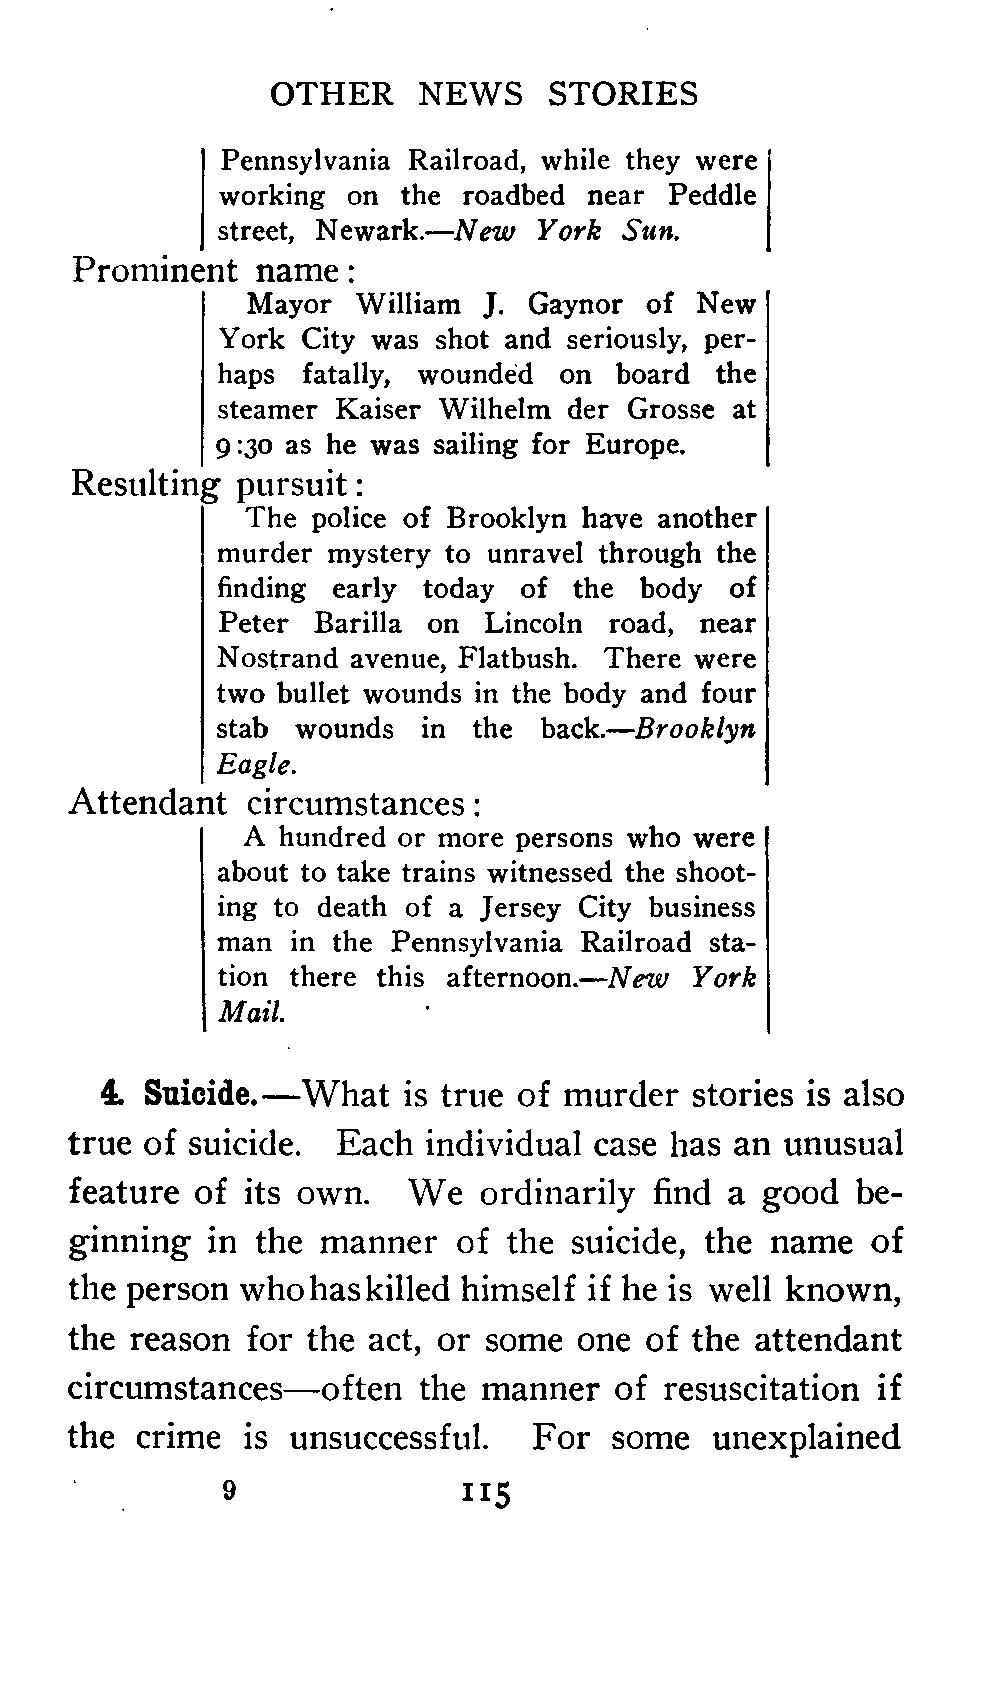 OTHER NEWS STORIES
Pennsylvania Railroad, while they were
working on the roadbed near Peddle
street, Newark.—New York Sun.
Prominent name:
Mayor William J. Gaynor of New
York City was shot and seriously, per-
haps fatally, wounded on board the
steamer Kaiser Wilhelm der Grosse at
9:30 as he was sailing for Europe.
Resulting pursuit:
The police of Brooklyn have another
murder mystery to unravel through the
finding early today of the body of
Peter Barilla on Lincoln road, near
Nostrand avenue, Flatbush. There were
two bullet wounds in the body and four
stab wounds in the back.—Brooklyn
Eagle.
Attendant circumstances:
A hundred or more persons who were
about to take trains witnessed the shoot-
ing to death of a Jersey City business
man in the Pennsylvania Railroad sta-
tion there this afternoon.—New York
Mail.
4. Suicide.—What is true of murder stories is also
true of suicide. Each individual case has an unusual
feature of its own. We ordinarily find a good be-
ginning in the manner of the suicide, the name of
the person who has killed himself if he is well known,
the reason for the act, or some one of the attendant
circumstances—often the manner of resuscitation if
the crime is unsuccessful. For some unexplained
9 115